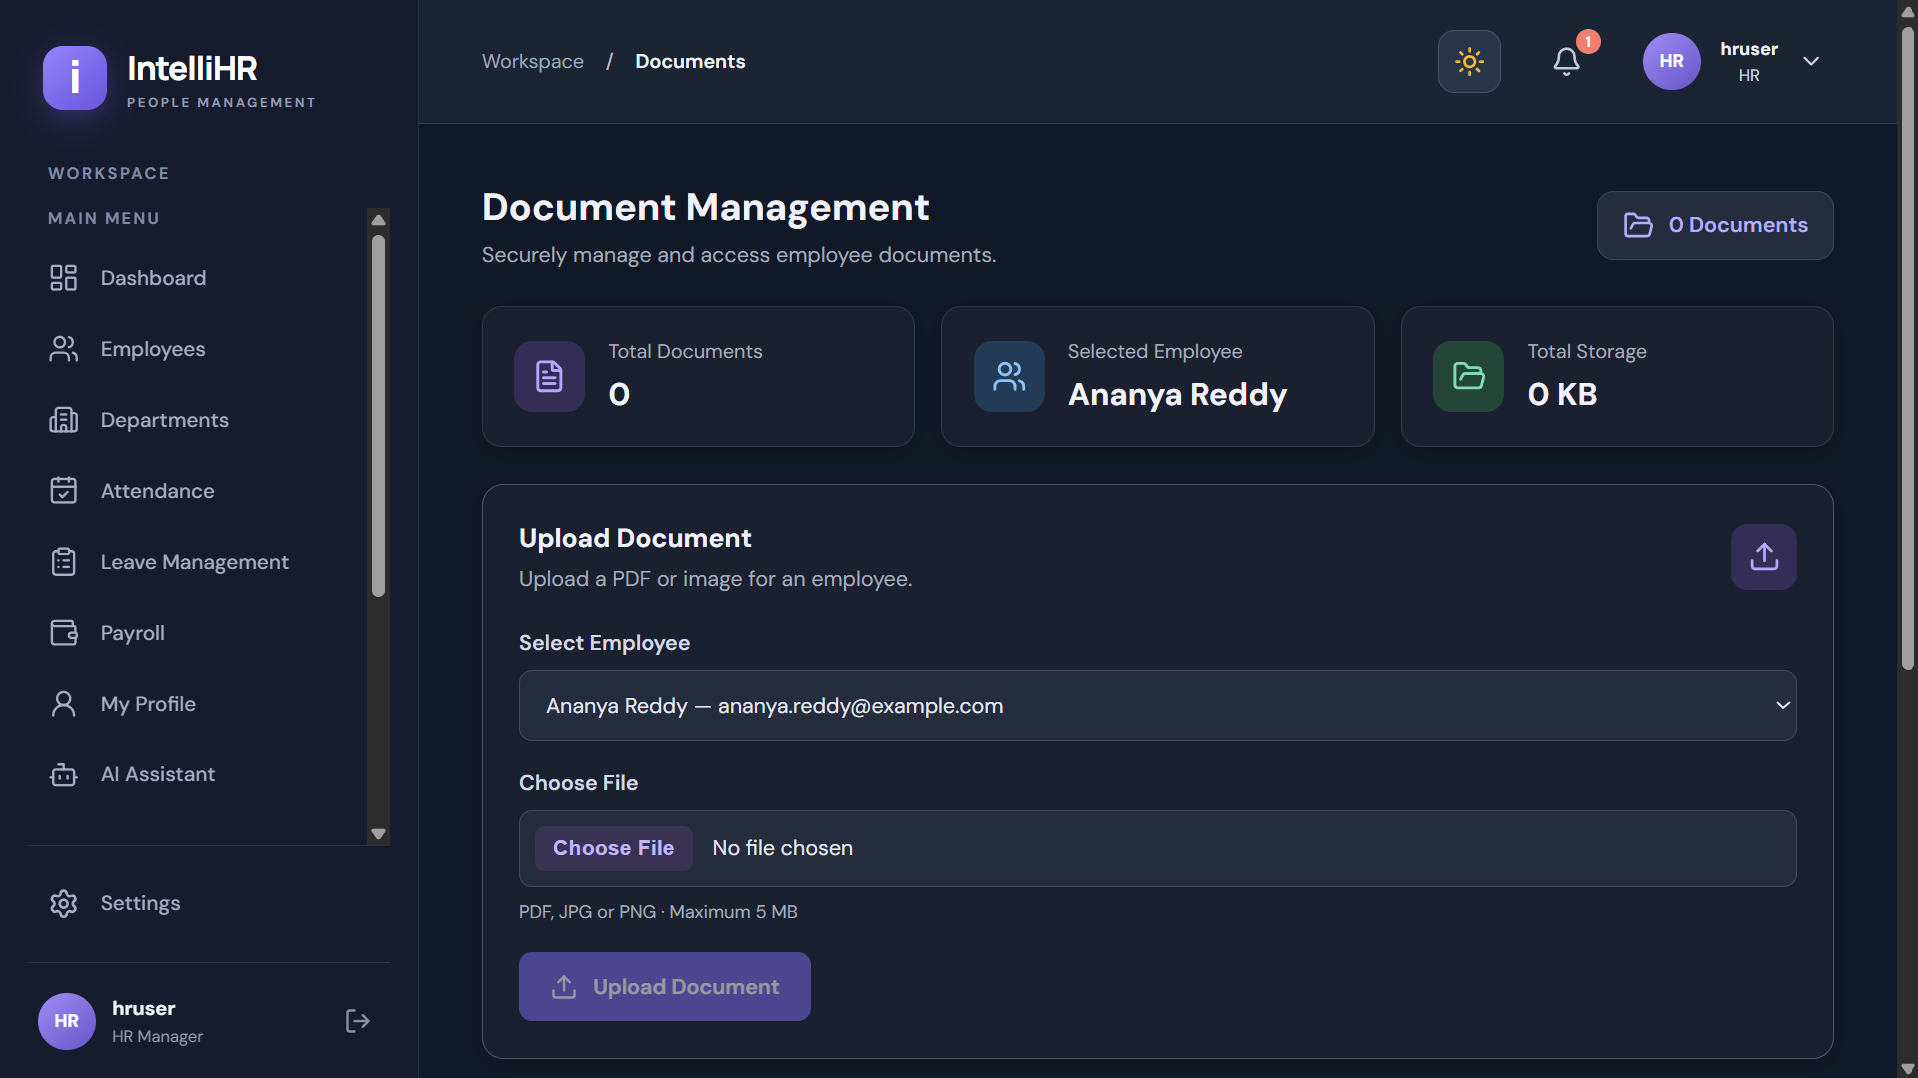 i
IntelliHR
PEOPLE MANAGEMENT
WORKSPACE
MAIN MENU
Dashboard
Employees
Departments
Attendance
Leave Management
Payroll
My Profile
AI Assistant
Settings
HR
hruser
HR Manager
Workspace / Documents
1
HR
hruser
HR
Document Management
Securely manage and access employee documents.
0 Documents
Total Documents
0
Selected Employee
Ananya Reddy
Total Storage
0 KB
Upload Document
Upload a PDF or image for an employee.
Select Employee
Ananya Reddy — ananya.reddy@example.com
Choose File
Choose File No file chosen
PDF, JPG or PNG · Maximum 5 MB
Upload Document